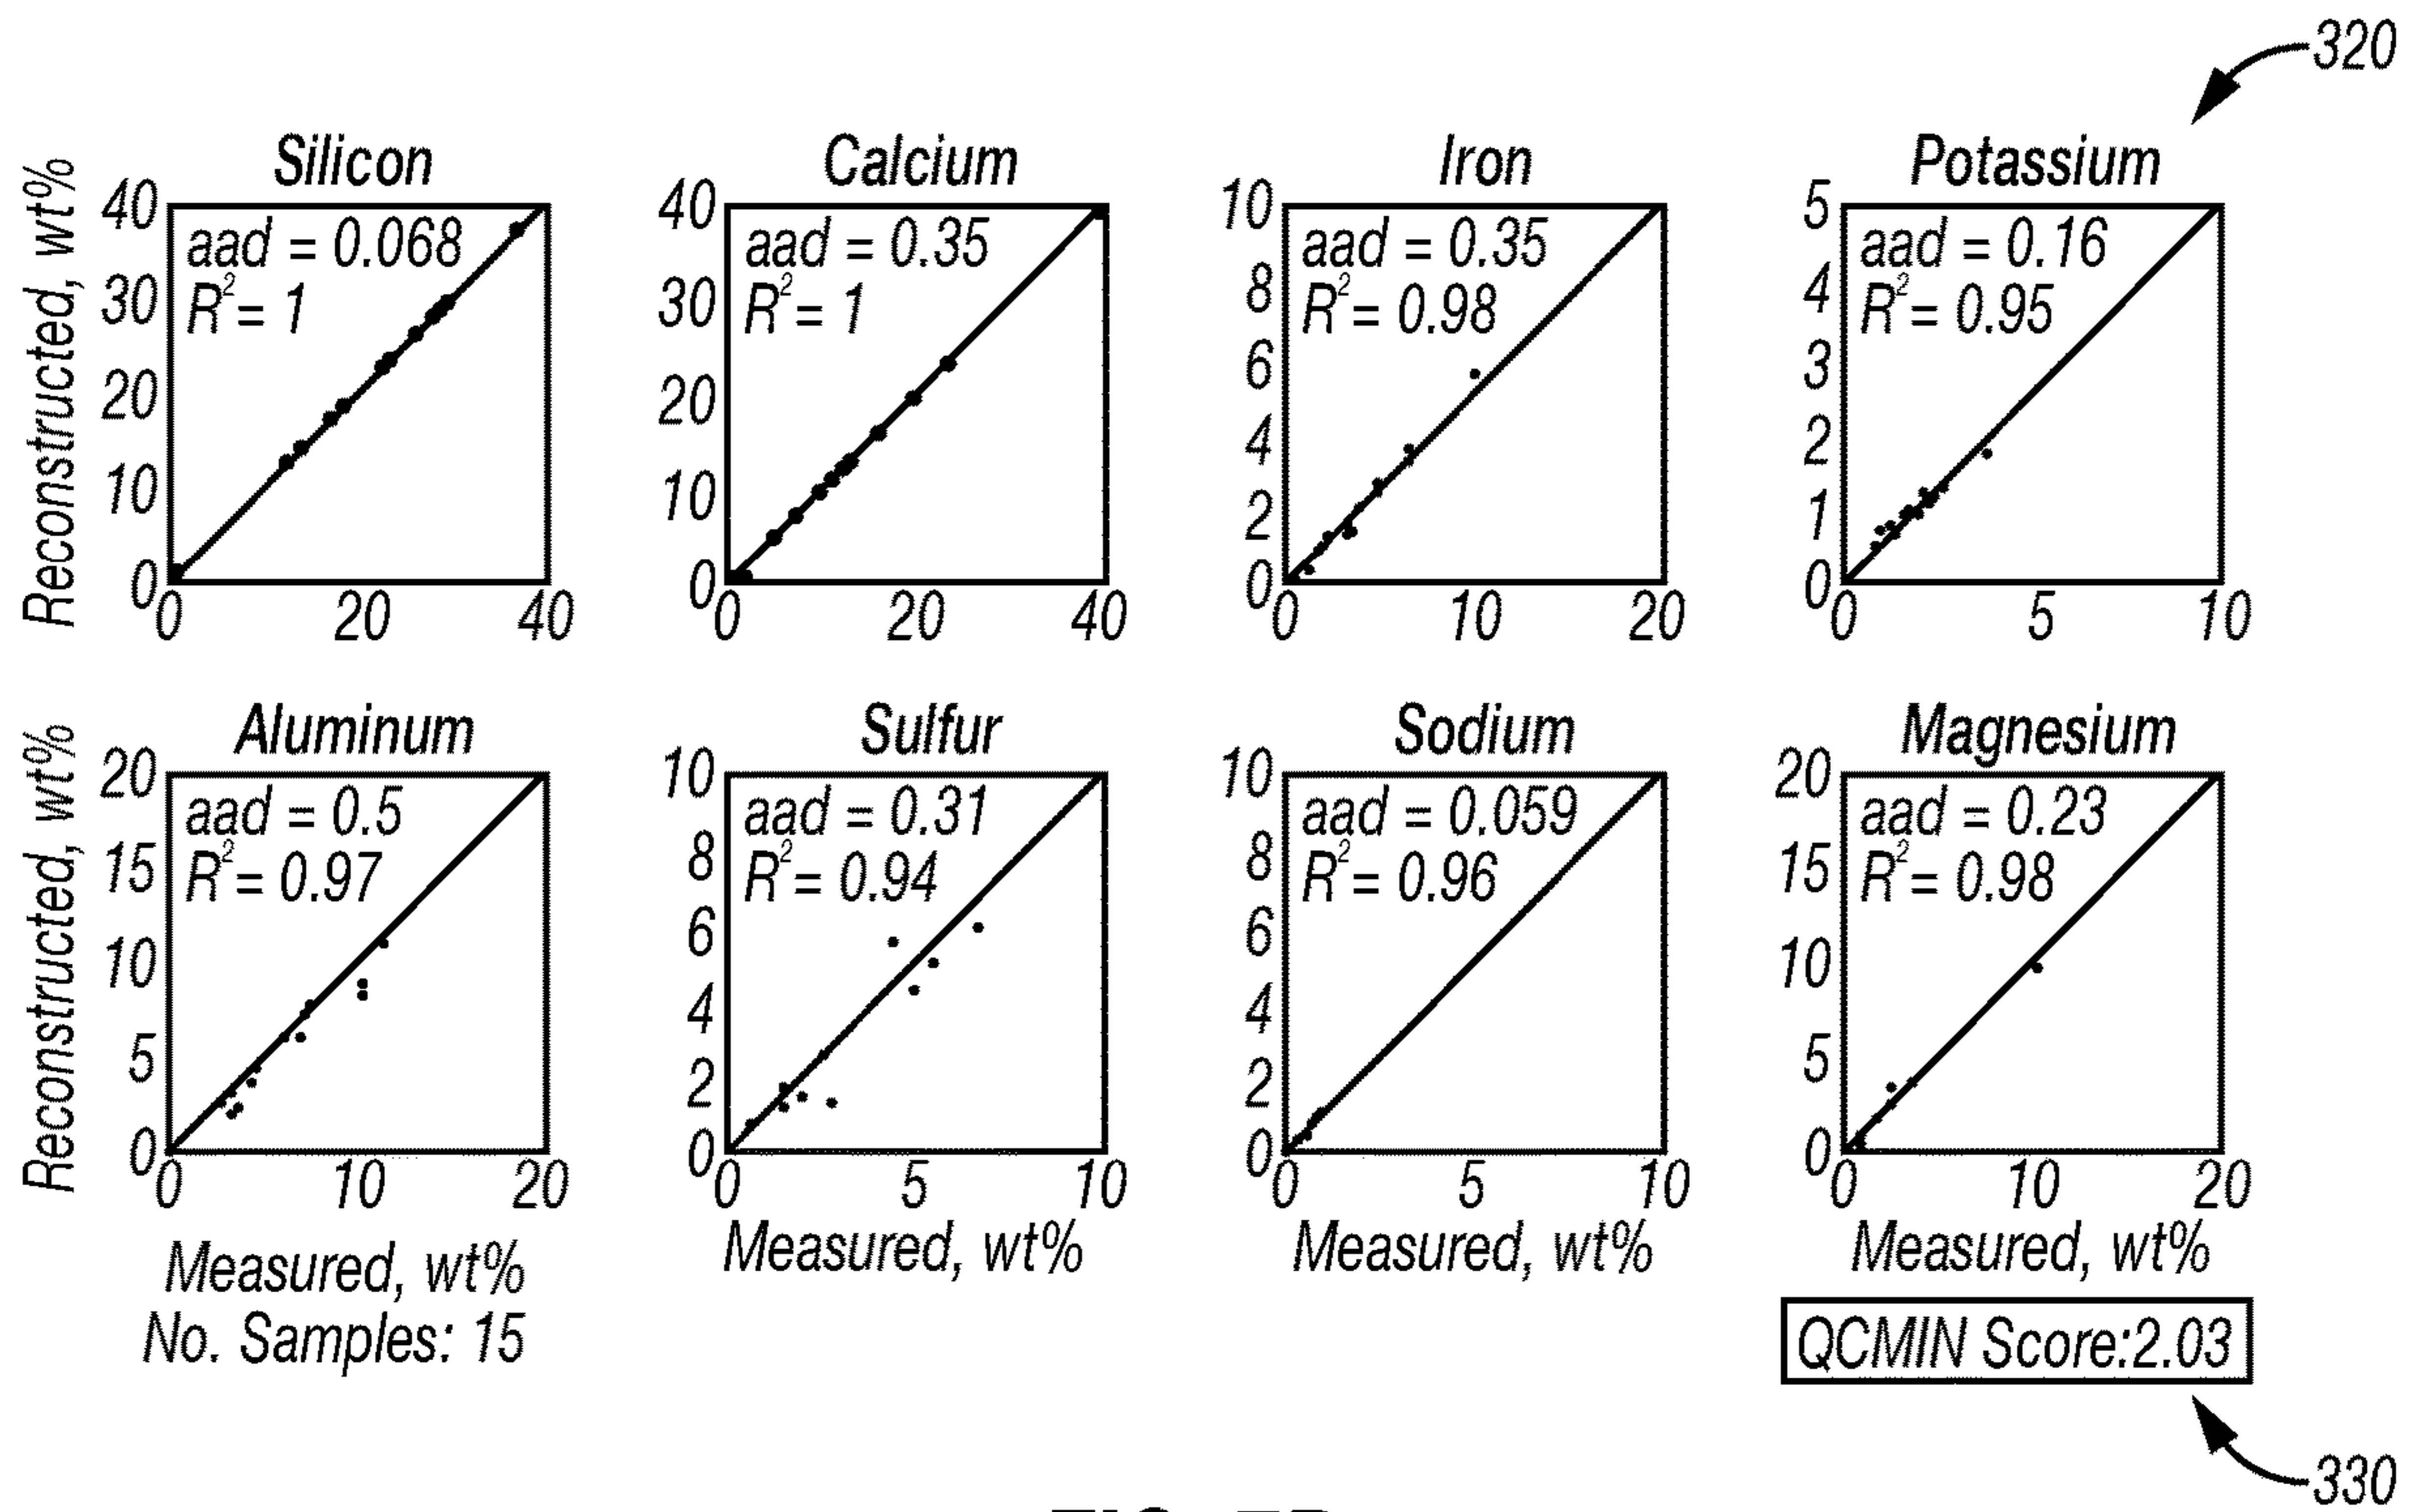 320
Silicon Calcium Iron Potassium
Reconstructed, wt%
40 30 20 10 0
aad = 0.068
R²= 1
0 20 40
40 30 20 10 0
aad = 0.35
R²= 1
0 20 40
10 8 6 4 2 0
aad = 0.35
R²= 0.98
0 10 20
5 4 3 2 1 0
aad = 0.16
R²= 0.95
0 5 10
Aluminum Sulfur Sodium Magnesium
Reconstructed, wt%
20 15 10 5 0
aad = 0.5
R²= 0.97
0 10 20
10 8 6 4 2 0
aad = 0.31
R²= 0.94
0 5 10
10 8 6 4 2 0
aad = 0.059
R²= 0.96
0 5 10
20 15 10 5 0
aad = 0.23
R²= 0.98
0 10 20
Measured, wt% Measured, wt% Measured, wt% Measured, wt%
No. Samples: 15
QCMIN Score:2.03
330